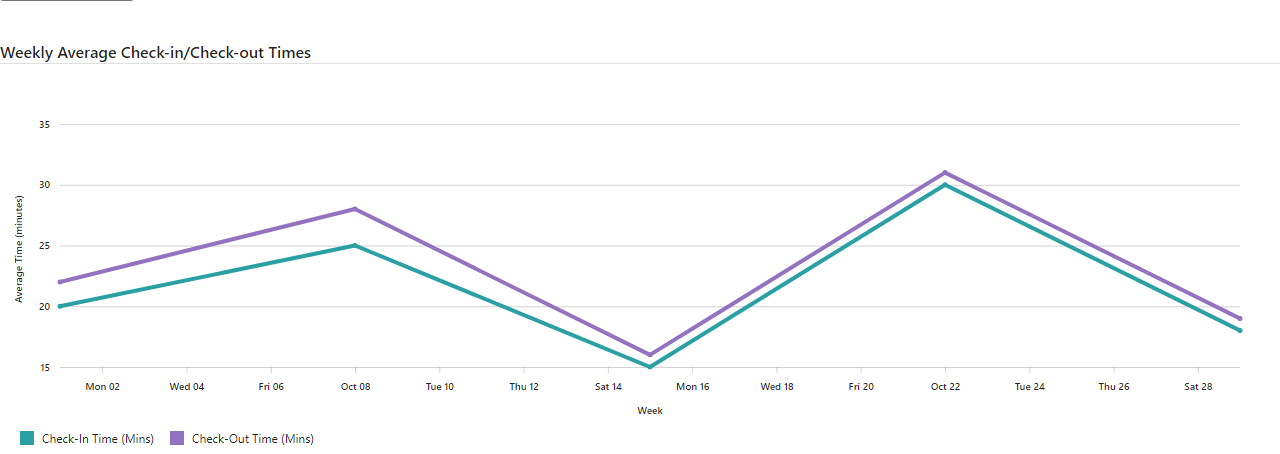 Weekly Average Check-in/Check-out Times
35
30
25
20
15
Average Time (minutes)
Mon 02 Wed 04 Fri 06 Oct 08 Tue 10 Thu 12 Sat 14 Mon 16 Wed 18 Fri 20 Oct 22 Tue 24 Thu 26 Sat 28
Week
Check-In Time (Mins) Check-Out Time (Mins)